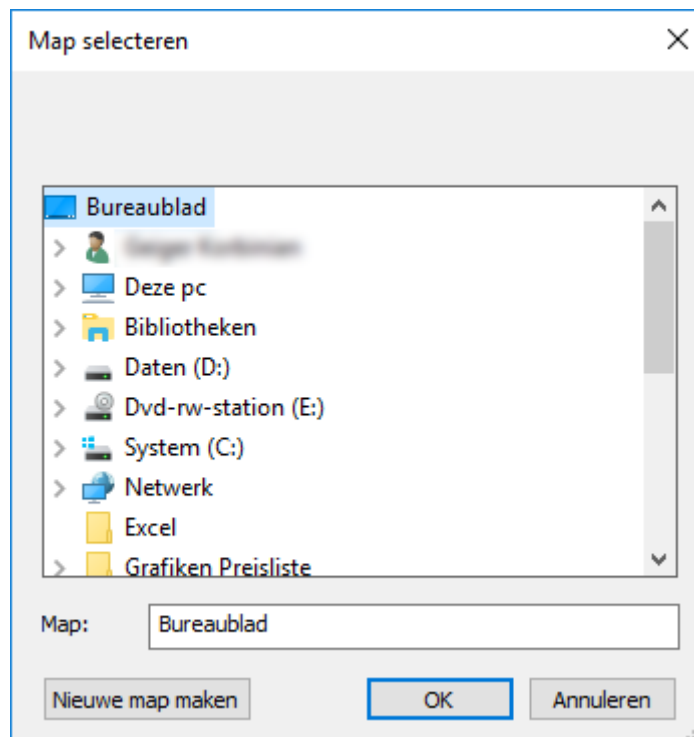 Map selecteren
Bureaublad
Deze pc
Bibliotheken
Daten (D:)
Dvd-rw-station (E:)
System (C:)
Netwerk
Excel
Grafiken Preisliste
Map: Bureaublad
Nieuwe map maken OK Annuleren